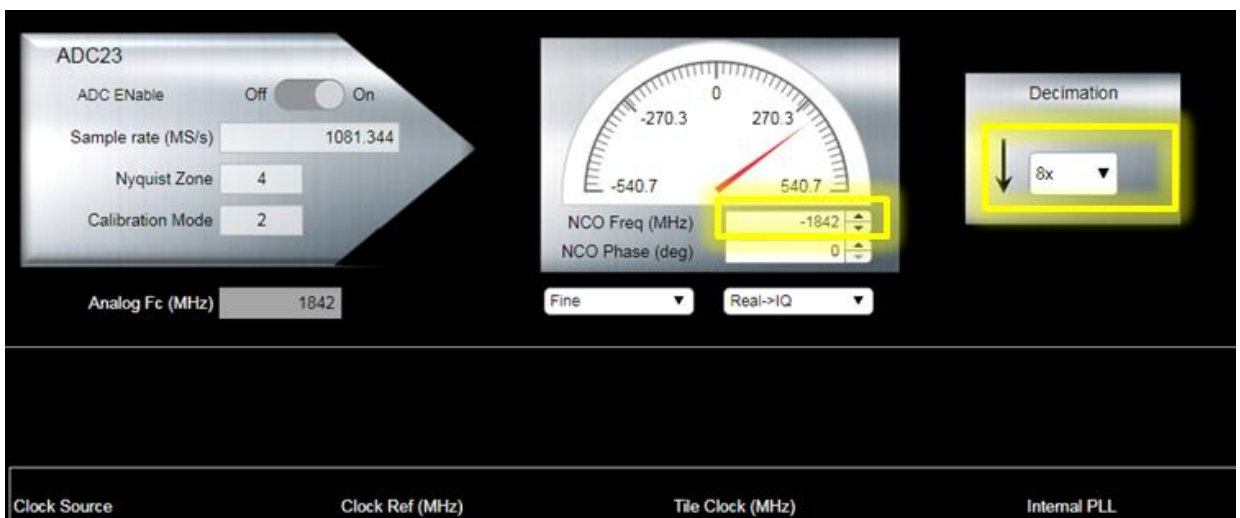 ADC23
ADC ENable Off On
Sample rate (MS/s) 1081.344
Nyquist Zone 4
Calibration Mode 2
Analog Fc (MHz) 1842
0
-270.3 270.3
-540.7 540.7
NCO Freq (MHz) -1842
NCO Phase (deg) 0
Fine Real->IQ
Decimation
8x
Clock Source Clock Ref (MHz) Tile Clock (MHz) Internal PLL